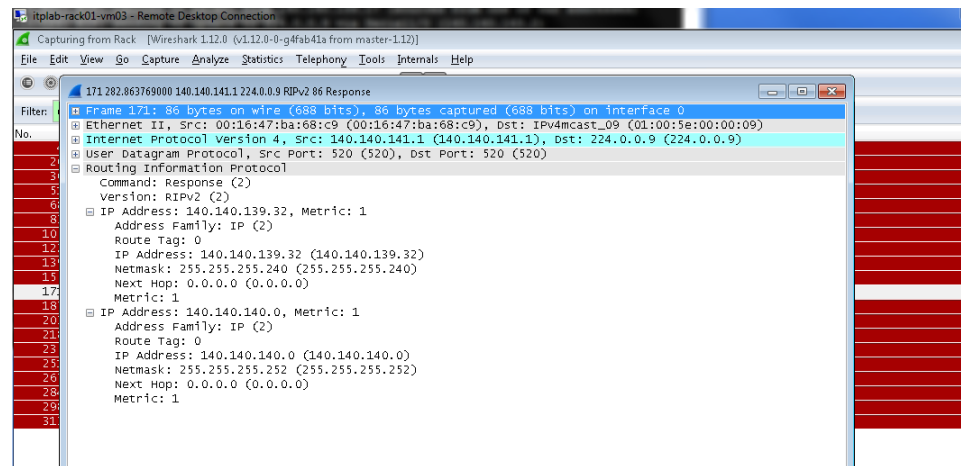 itplab-rack01-vm03 - Remote Desktop Connection
Capturing from Rack [Wireshark 1.12.0 (v1.12.0-0-g4fab41a from master-1.12)]
File Edit View Go Capture Analyze Statistics Telephony Tools Internals Help
171 282.863769000 140.140.141.1 224.0.0.9 RIPv2 86 Response
Filter:
No.
Frame 171: 86 bytes on wire (688 bits), 86 bytes captured (688 bits) on interface 0
Ethernet II, Src: 00:16:47:ba:68:c9 (00:16:47:ba:68:c9), Dst: IPv4mcast_09 (01:00:5e:00:00:09)
Internet Protocol Version 4, Src: 140.140.141.1 (140.140.141.1), Dst: 224.0.0.9 (224.0.0.9)
User Datagram Protocol, Src Port: 520 (520), Dst Port: 520 (520)
Routing Information Protocol
Command: Response (2)
Version: RIPv2 (2)
IP Address: 140.140.139.32, Metric: 1
Address Family: IP (2)
Route Tag: 0
IP Address: 140.140.139.32 (140.140.139.32)
Netmask: 255.255.255.240 (255.255.255.240)
Next Hop: 0.0.0.0 (0.0.0.0)
Metric: 1
IP Address: 140.140.140.0, Metric: 1
Address Family: IP (2)
Route Tag: 0
IP Address: 140.140.140.0 (140.140.140.0)
Netmask: 255.255.255.252 (255.255.255.252)
Next Hop: 0.0.0.0 (0.0.0.0)
Metric: 1